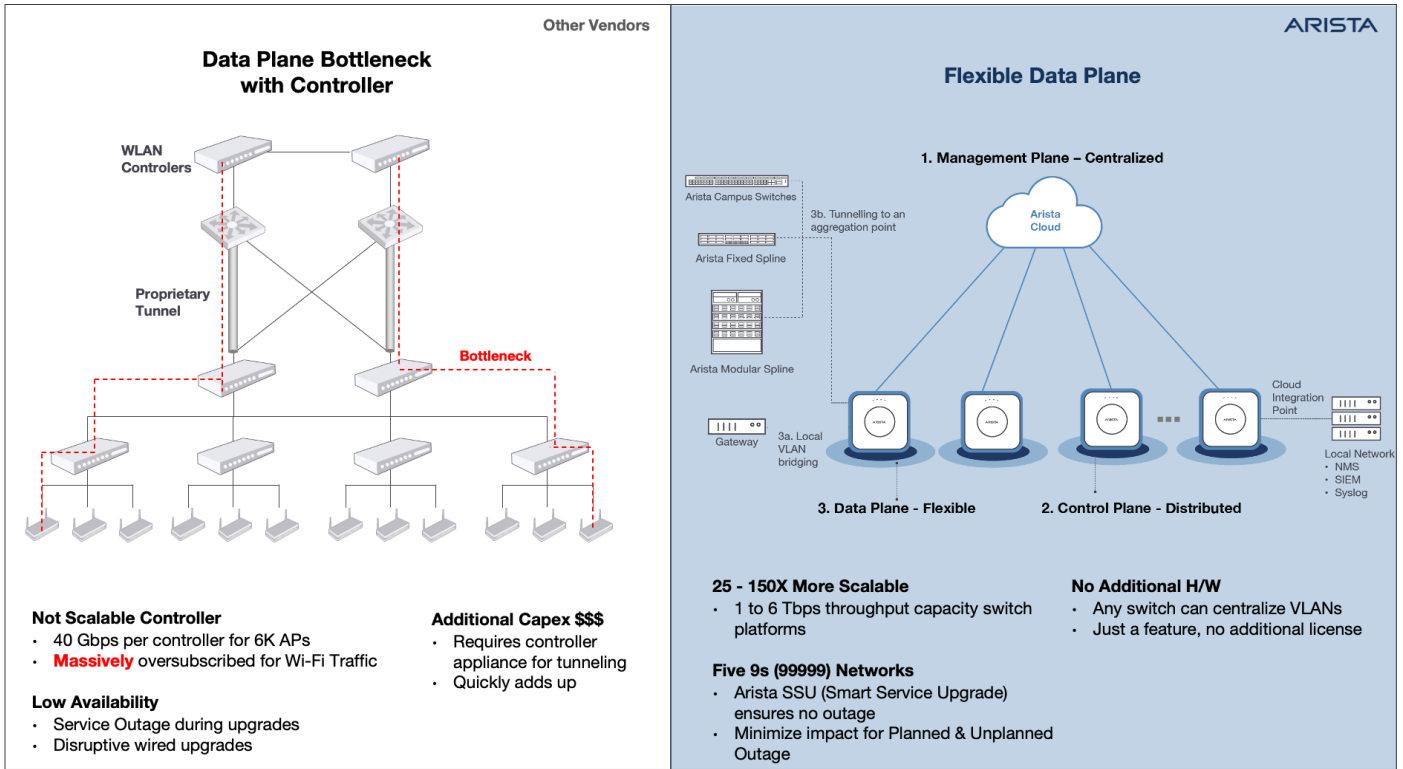 Other Vendors
Data Plane Bottleneck
with Controller
WLAN
Controlers
Proprietary
Tunnel
Bottleneck
Not Scalable Controller
• 40 Gbps per controller for 6K APs
• Massively oversubscribed for Wi-Fi Traffic
Low Availability
• Service Outage during upgrades
• Disruptive wired upgrades
Additional Capex $$$
• Requires controller
appliance for tunneling
• Quickly adds up
ARISTA
Flexible Data Plane
1. Management Plane – Centralized
Arista Campus Switches
3b. Tunnelling to an
aggregation point
Arista
Cloud
Arista Fixed Spline
Arista Modular Spline
Gateway
3a. Local
VLAN
bridging
ARISTA
ARISTA
ARISTA
ARISTA
Cloud
Integration
Point
Local Network
• NMS
• SIEM
• Syslog
3. Data Plane - Flexible
2. Control Plane - Distributed
25 - 150X More Scalable
• 1 to 6 Tbps throughput capacity switch
platforms
Five 9s (99999) Networks
• Arista SSU (Smart Service Upgrade)
ensures no outage
• Minimize impact for Planned & Unplanned
Outage
No Additional H/W
• Any switch can centralize VLANs
• Just a feature, no additional license